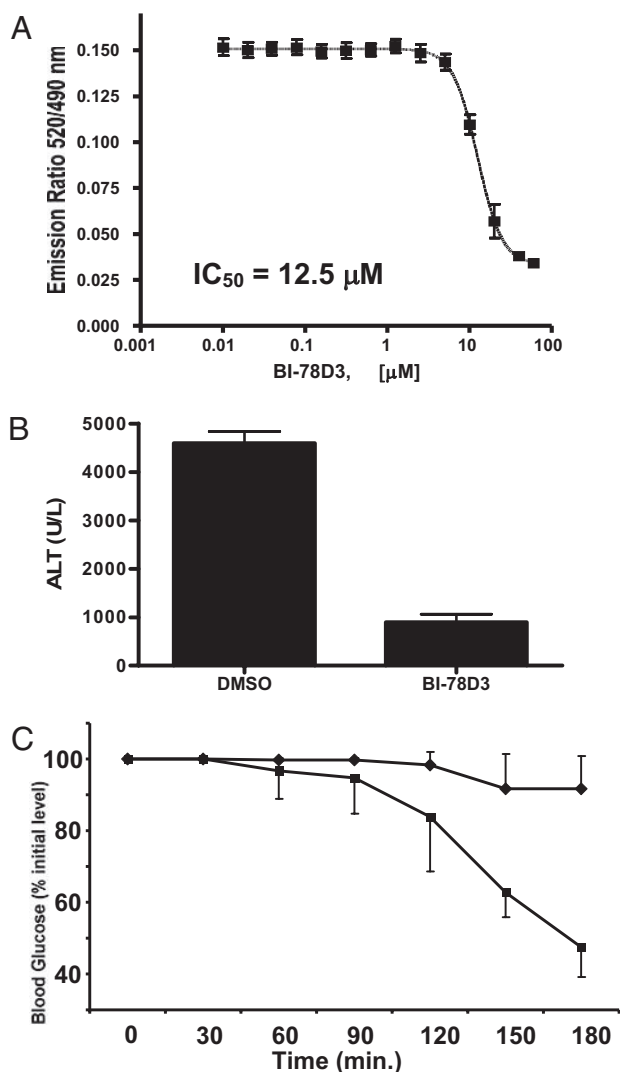 A
Emission Ratio 520/490 nm
0.150
0.125
0.100
0.075
0.050
0.025
0.000
IC50 = 12.5 μM
0.001 0.01 0.1 1 10 100
BI-78D3, [μM]
B
ALT (U/L)
5000
4000
3000
2000
1000
0
DMSO BI-78D3
C
Blood Glucose (% initial level)
100
80
60
40
0 30 60 90 120 150 180
Time (min.)